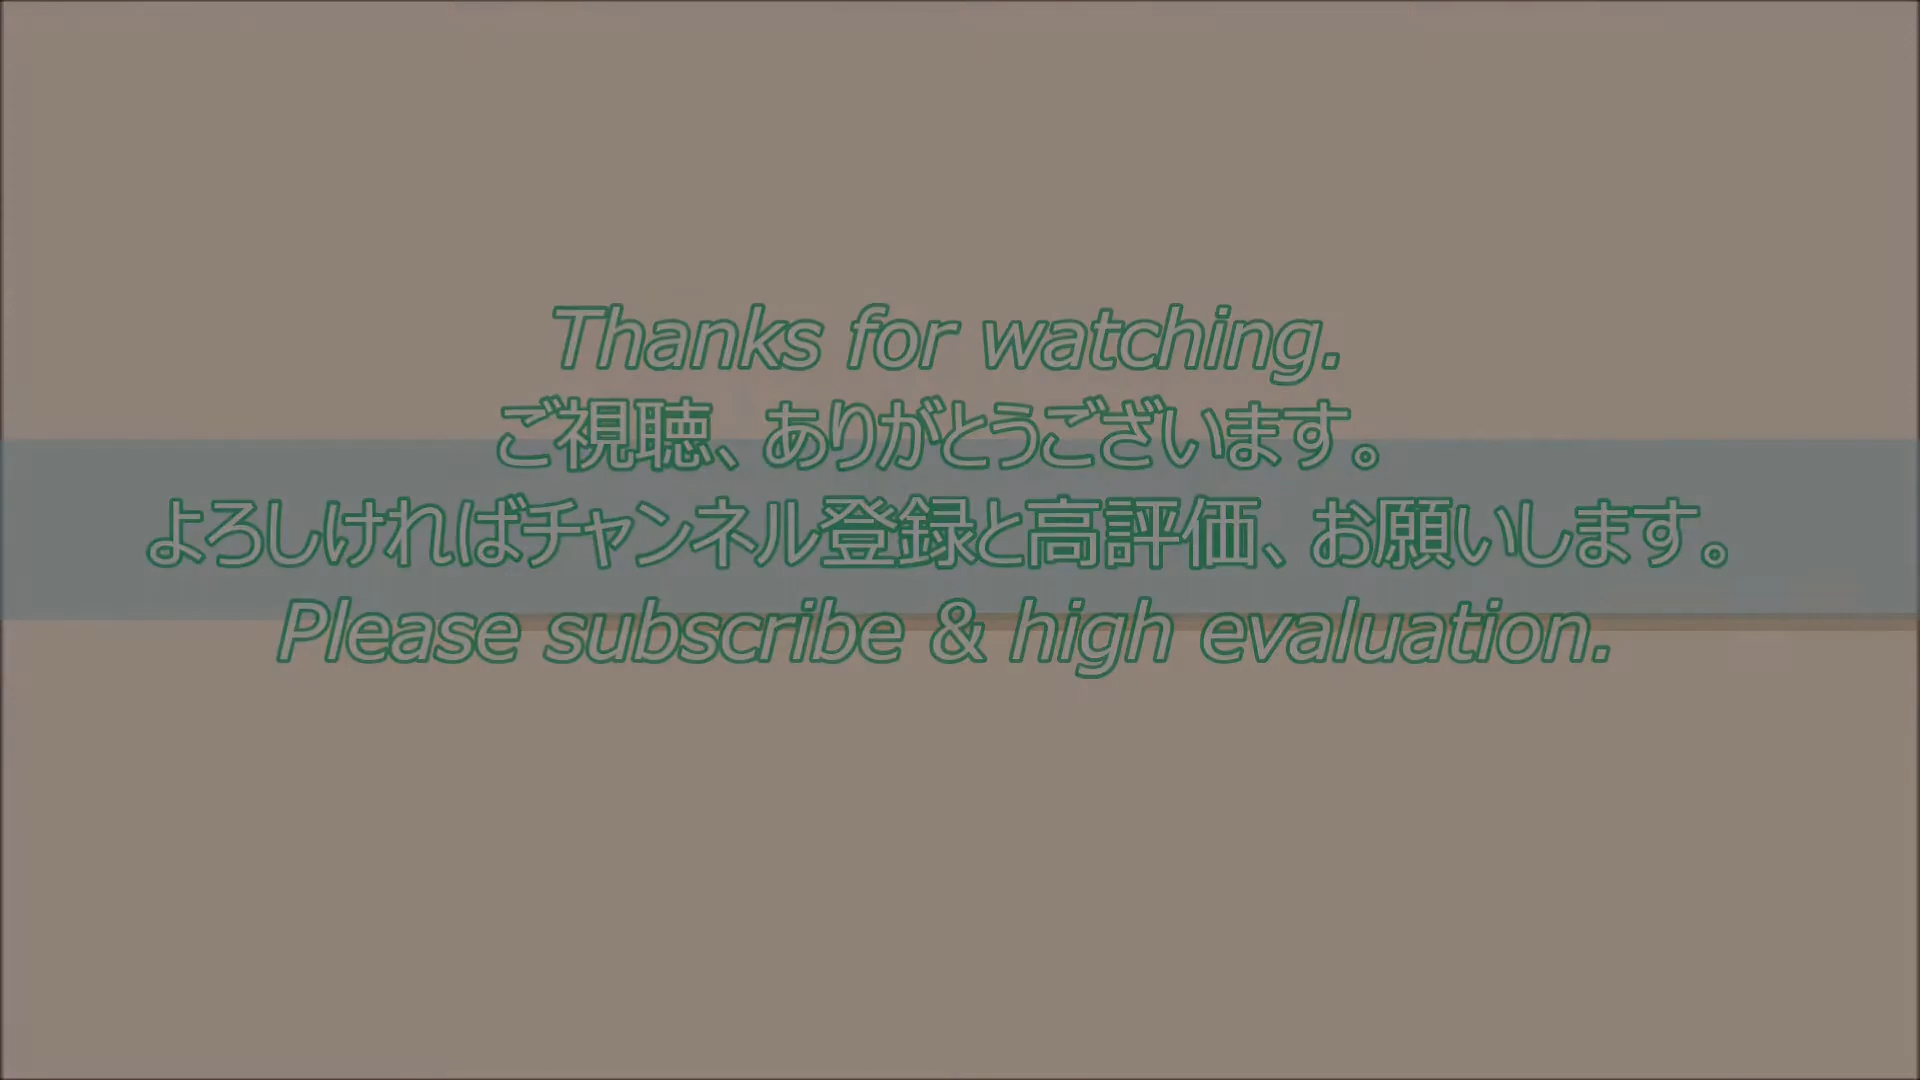 Thanks for watching.
ご視聴、ありがとうございます。
よろしければチャンネル登録と高評価、お願いします。
Please subscribe & high evaluation.